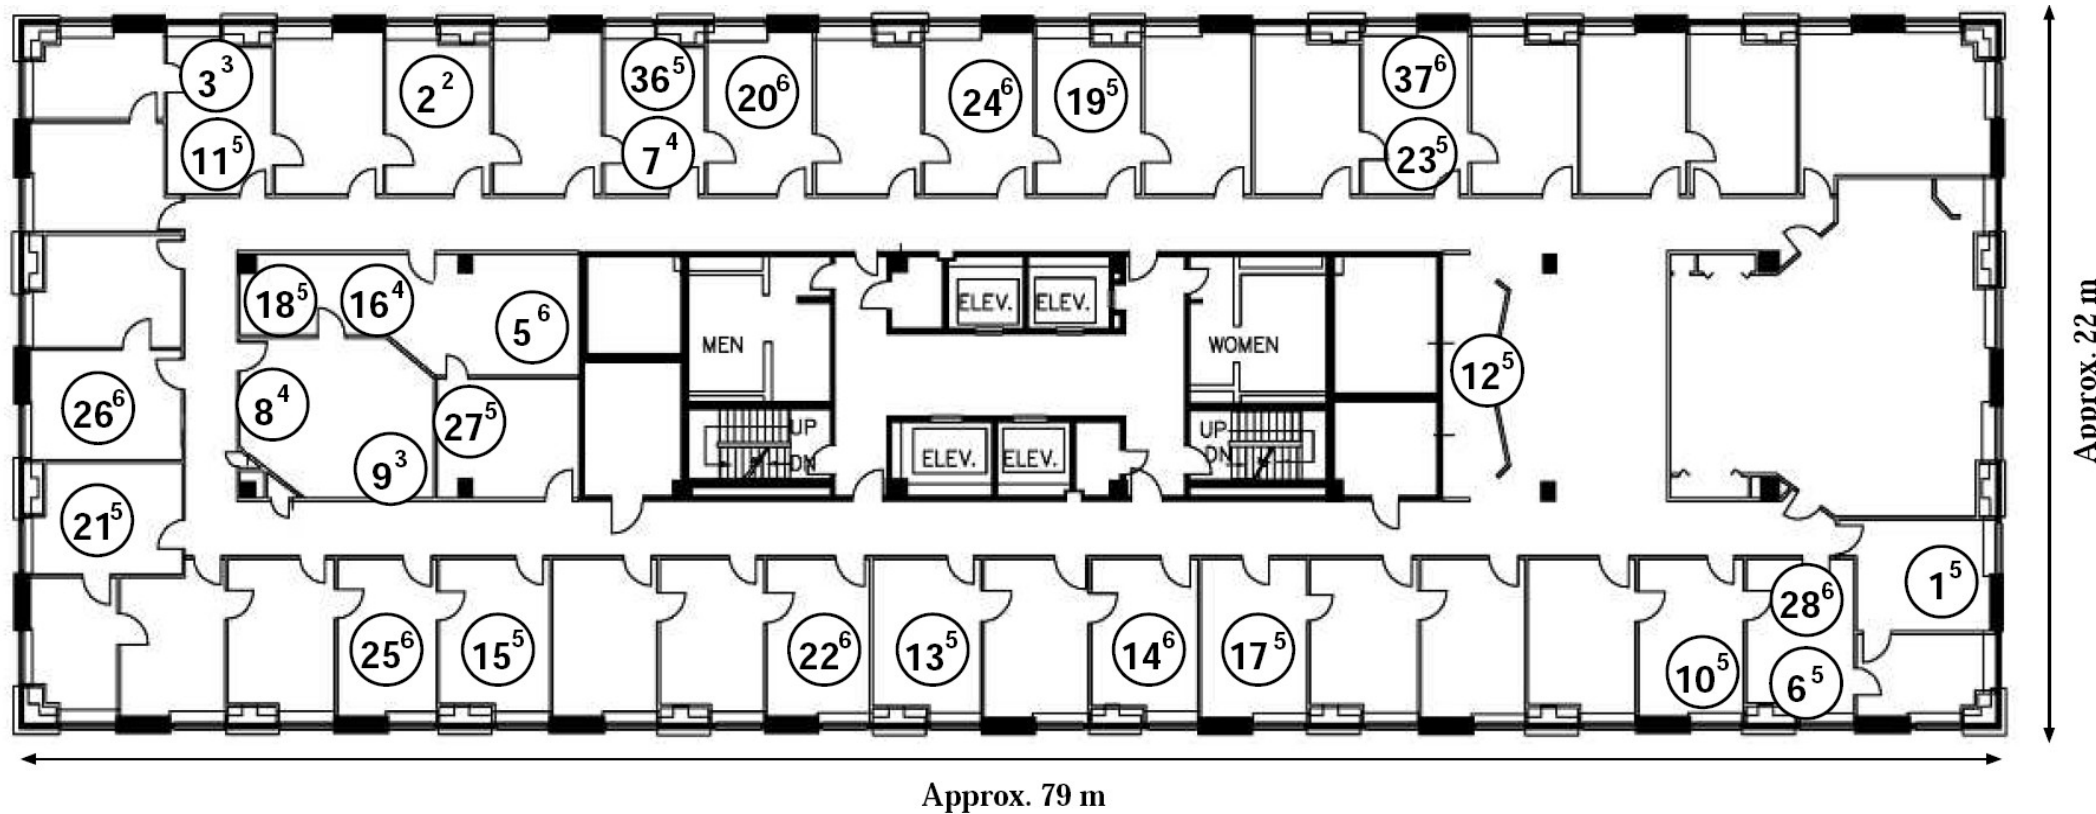 3³ 2² 36⁵ 20⁶ 24⁶ 19⁵ 37⁶
11⁵ 7⁴ 23⁵
18⁵ 16⁴ 5⁶ ELEV. ELEV.
MEN WOMEN
12⁵
26⁶ 8⁴ 27⁵ UP UP
9³ DN ELEV. ELEV. DN
21⁵
25⁶ 15⁵ 22⁶ 13⁵ 14⁶ 17⁵ 10⁵ 28⁶ 1⁵
6⁵
Approx. 79 m
Approx. 22 m